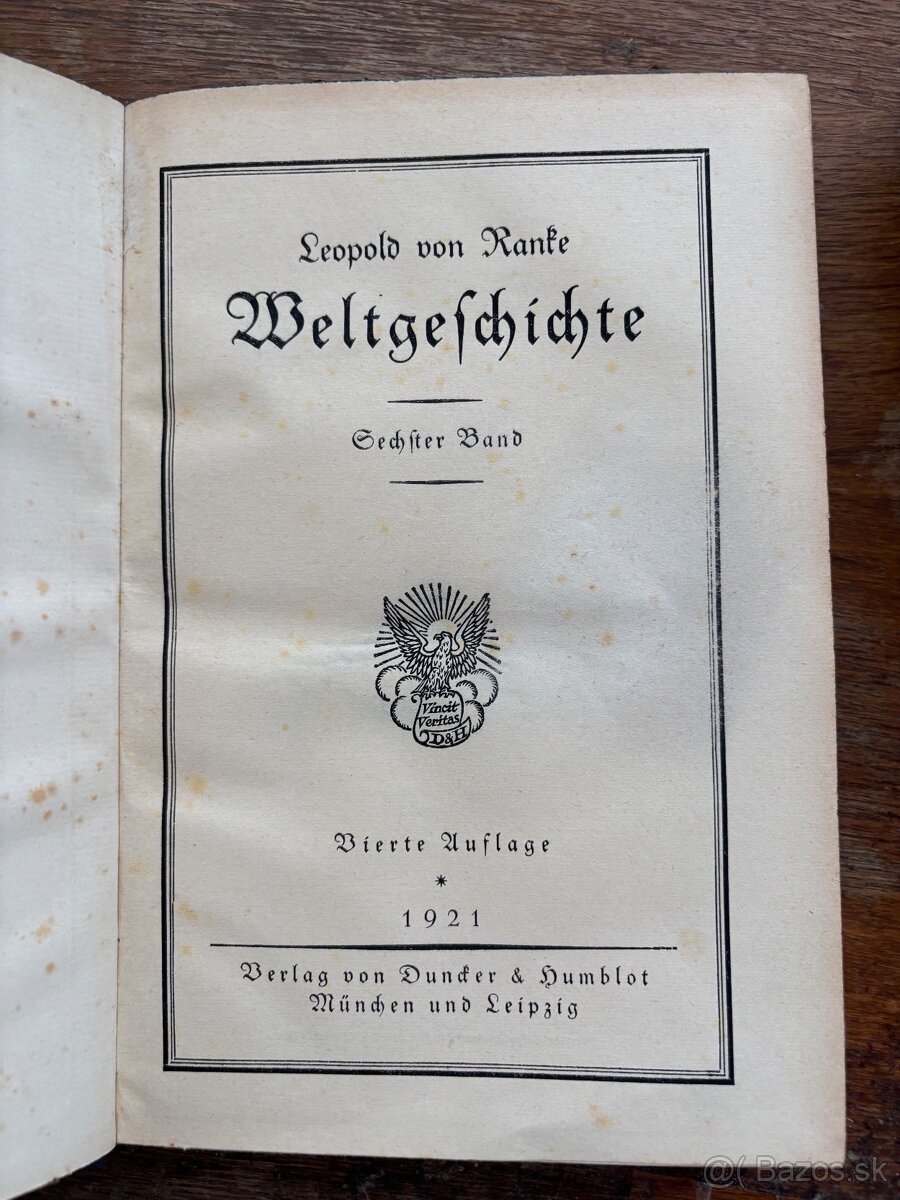 Leopold von Ranke
Weltgeſchichte
Sechſter Band
Vincit
Veritas
D&H
Vierte Auflage
*
1921
Verlag von Duncker & Humblot
München und Leipzig
@( Bazos.sk